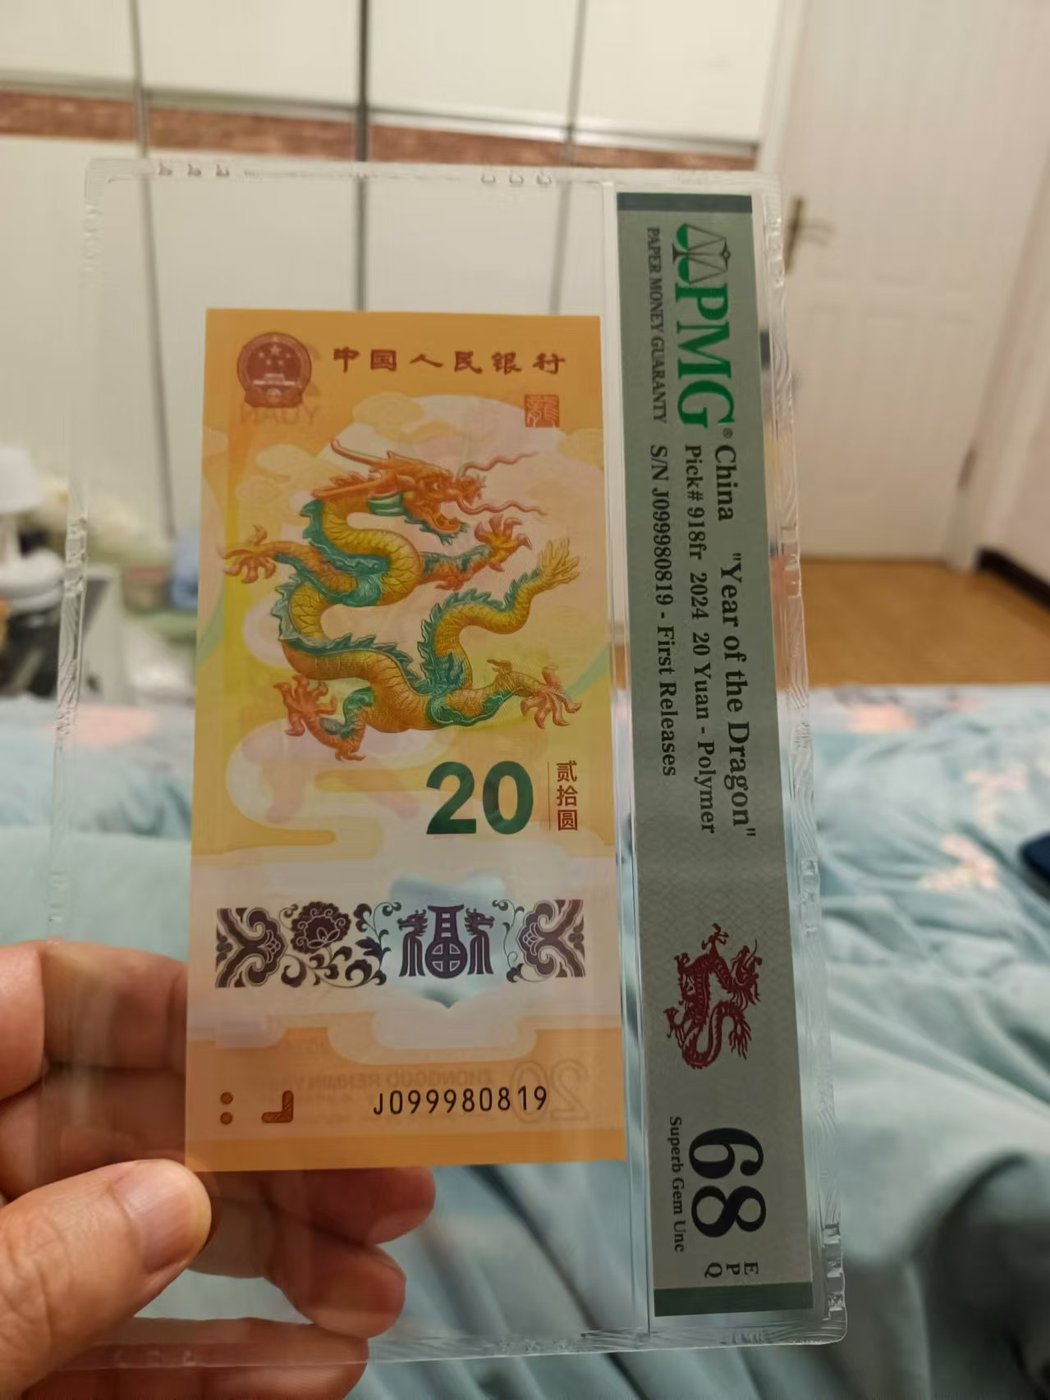 中国人民银行
龍
20
贰拾圆
福
J099980819
PMG®
PAPER MONEY GUARANTY
China "Year of the Dragon"
Pick# 918fr 2024 20 Yuan - Polymer
S/N J099980819 - First Releases
68 EPQ
Superb Gem Unc